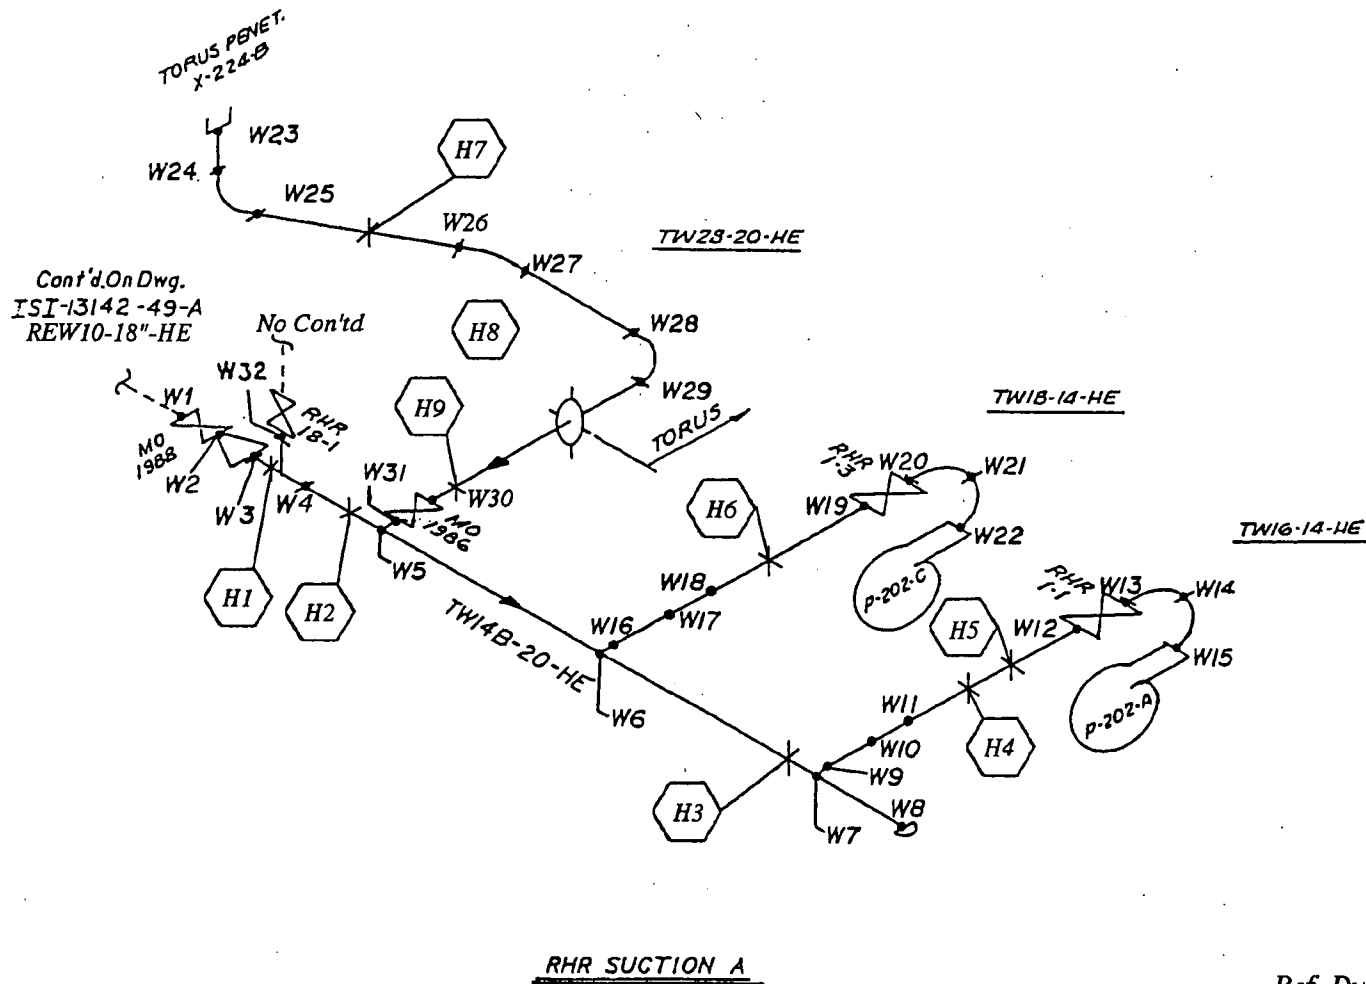 TORUS PENET.
X-224-B
W23
W24
W25
H7
W26
W27
TW23-20-HE
Cont'd. On Dwg.
ISI-13142-49-A
REW10-18"-HE
No Con'td
H8
W28
W29
W32
W1
RHR
18-1
MO
1988
W2
W3
W4
H9
TORUS
W31
W30
MO
1986
W5
H1
H2
TW18-14-HE
RHR
1-3
W20
W21
W19
W22
H6
P-202-C
W18
W17
W16
TW14B-20-HE
W6
TW16-14-HE
RHR
1-1
W13
W14
W12
W15
H5
P-202-A
W11
W10
H4
W9
W8
H3
W7
RHR SUCTION A